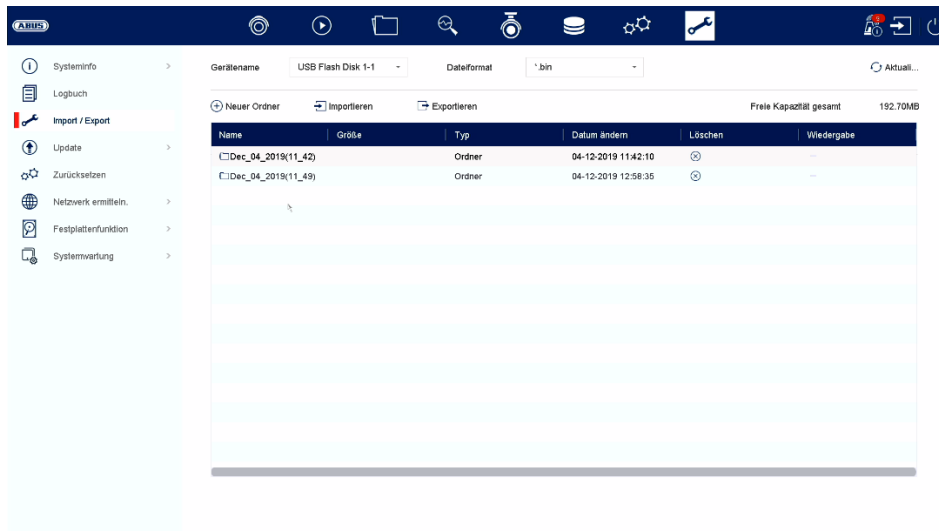 ABUS
9
Systeminfo
Logbuch
Import / Export
Update
Zurücksetzen
Netzwerk ermitteln.
Festplattenfunktion
Systemwartung
Gerätename USB Flash Disk 1-1 Dateiformat *.bin Aktuali...
Neuer Ordner Importieren Exportieren Freie Kapazität gesamt 192.70MB
Name Größe Typ Datum ändern Löschen Wiedergabe
Dec_04_2019(11_42) Ordner 04-12-2019 11:42:10 –
Dec_04_2019(11_49) Ordner 04-12-2019 12:58:35 –